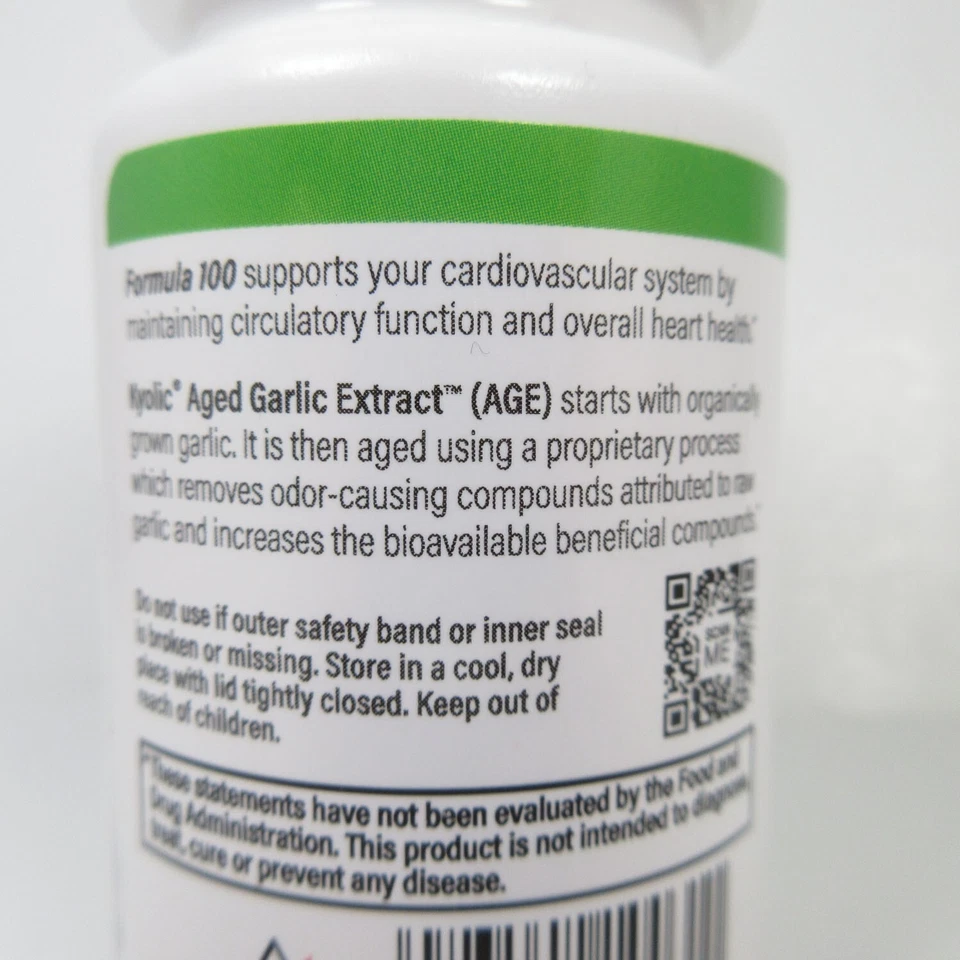 Formula 100 supports your cardiovascular system by
maintaining circulatory function and overall heart health.*
Kyolic® Aged Garlic Extract™ (AGE) starts with organically
grown garlic. It is then aged using a proprietary process
which removes odor-causing compounds attributed to raw
garlic and increases the bioavailable beneficial compounds.*
Do not use if outer safety band or inner seal
is broken or missing. Store in a cool, dry
place with lid tightly closed. Keep out of
reach of children.
*These statements have not been evaluated by the Food and
Drug Administration. This product is not intended to diagnose,
treat, cure or prevent any disease.